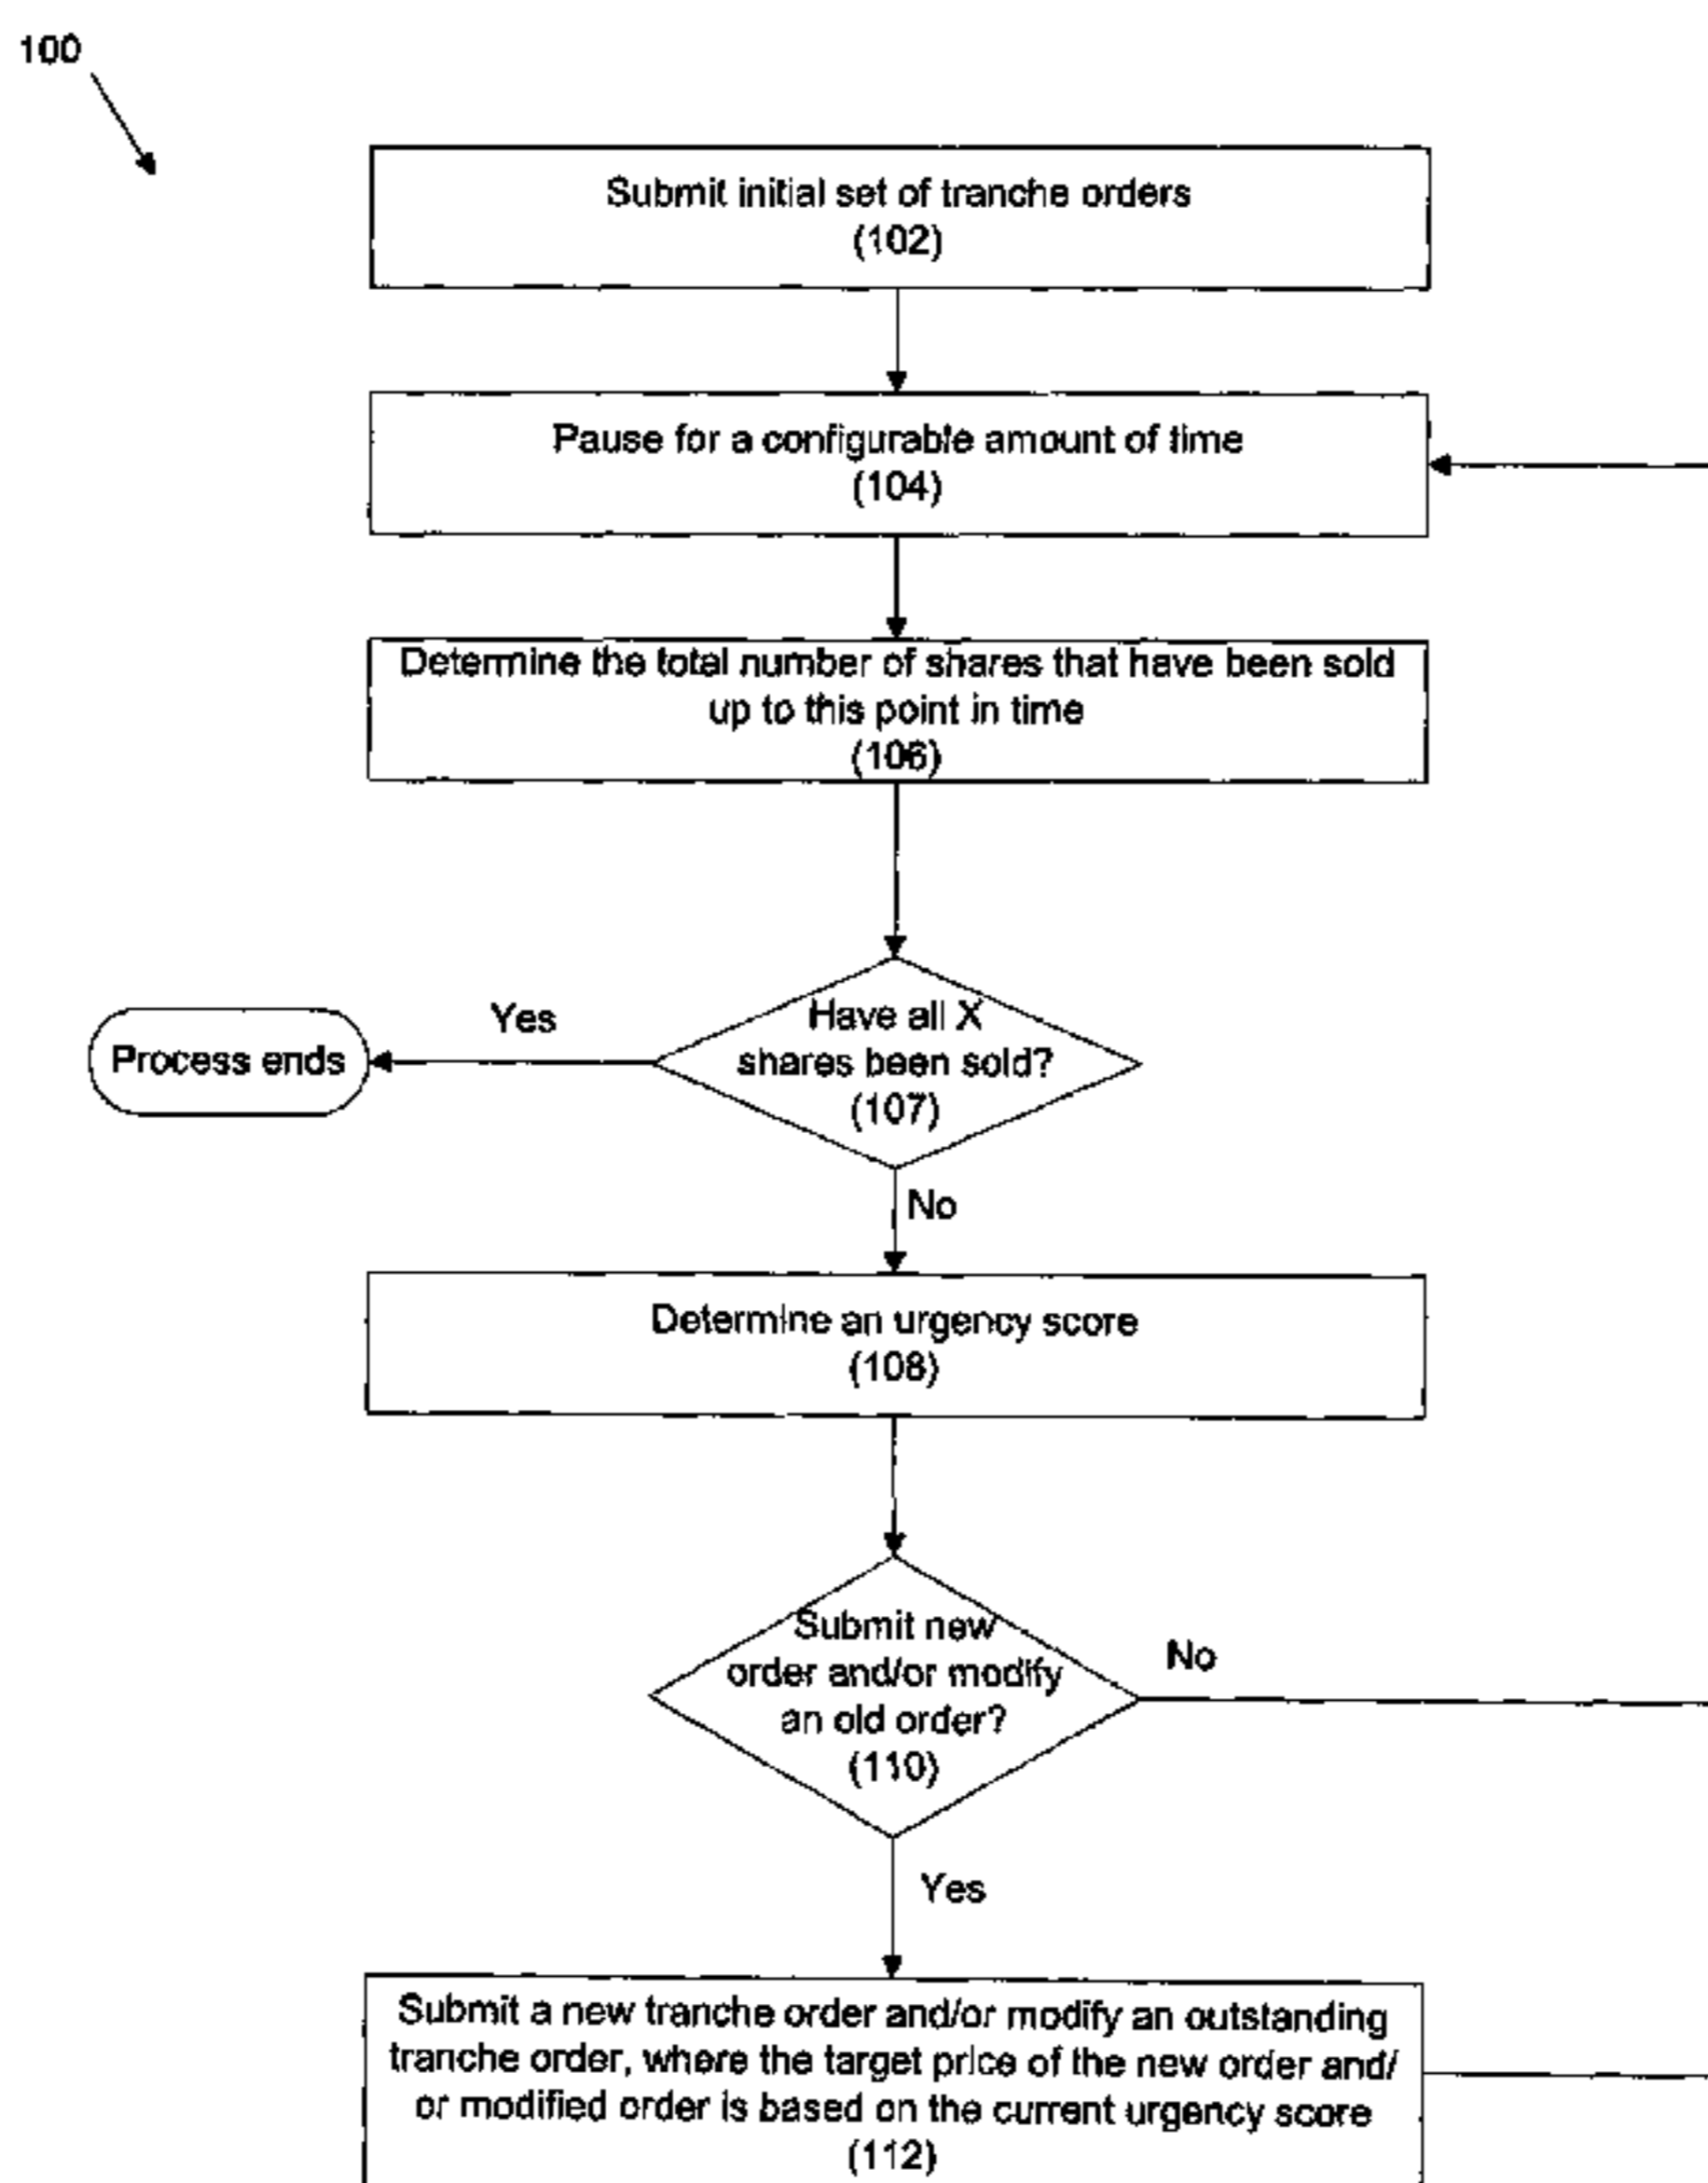 100
Submit initial set of tranche orders
(102)
Pause for a configurable amount of time
(104)
Determine the total number of shares that have been sold
up to this point in time
(106)
Have all X
shares been sold?
(107)
Yes
Process ends
No
Determine an urgency score
(108)
Submit new
order and/or modify
an old order?
(110)
No
Yes
Submit a new tranche order and/or modify an outstanding
tranche order, where the target price of the new order and/
or modified order is based on the current urgency score
(112)